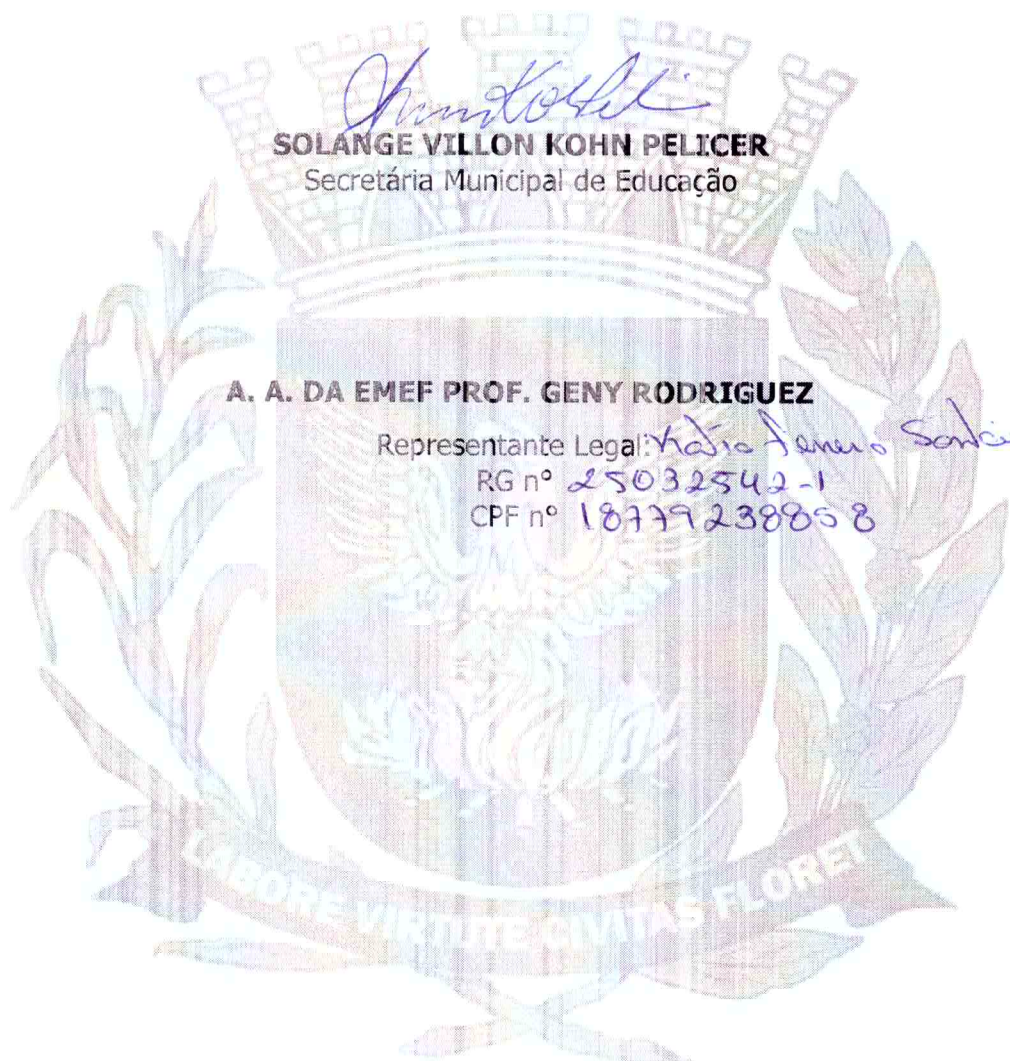 SOLANGE VILLON KOHN PELICER
Secretária Municipal de Educação
A. A. DA EMEF PROF. GENY RODRIGUEZ
Representante Legal: Katia
RG nº 25032542-1
CPF nº 18779238858
LABORE VIRTUTE CIVITAS FLORET